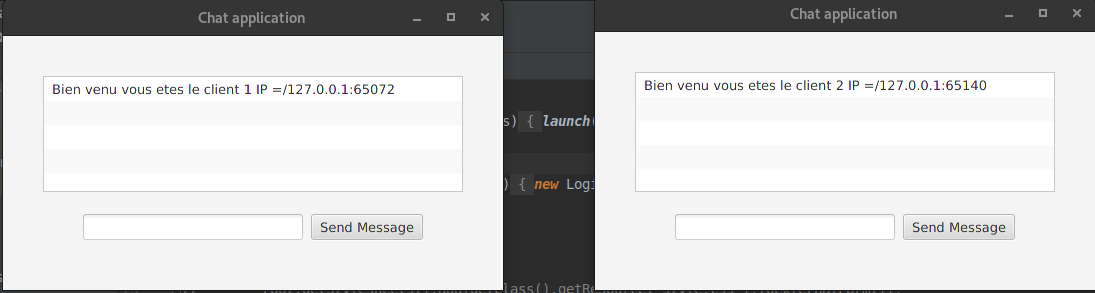 Chat application
Bien venu vous etes le client 1 IP =/127.0.0.1:65072
Send Message
s) { launch(
) { new Logi
Chat application
Bien venu vous etes le client 2 IP =/127.0.0.1:65140
Send Message